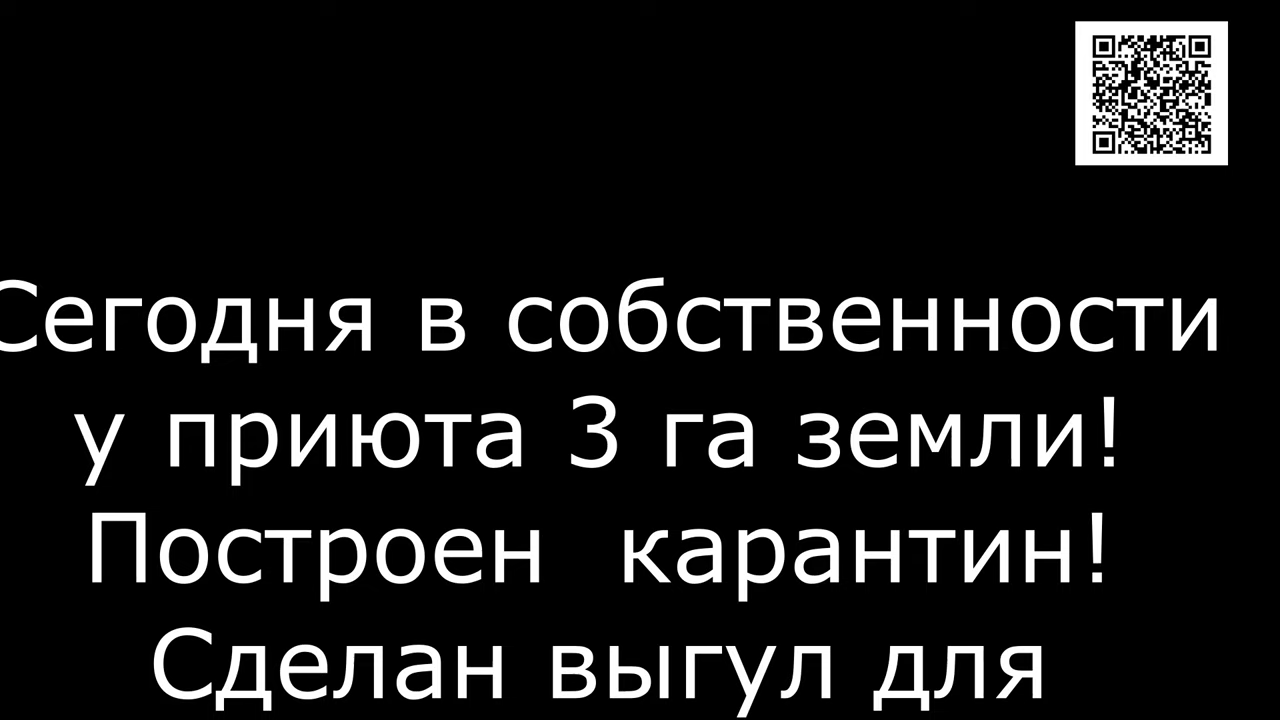 Сегодня в собственности
у приюта 3 га земли!
Построен карантин!
Сделан выгул для